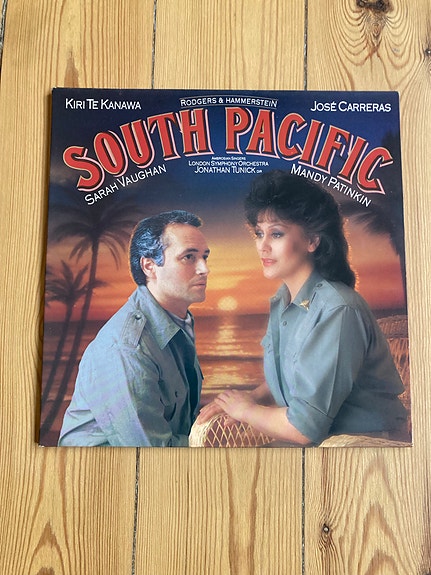 KIRI TE KANAWA
RODGERS & HAMMERSTEIN
JOSÉ CARRERAS
SOUTH PACIFIC
SARAH VAUGHAN
AMBROSIAN SINGERS
LONDON SYMPHONY ORCHESTRA
JONATHAN TUNICK DIR
MANDY PATINKIN